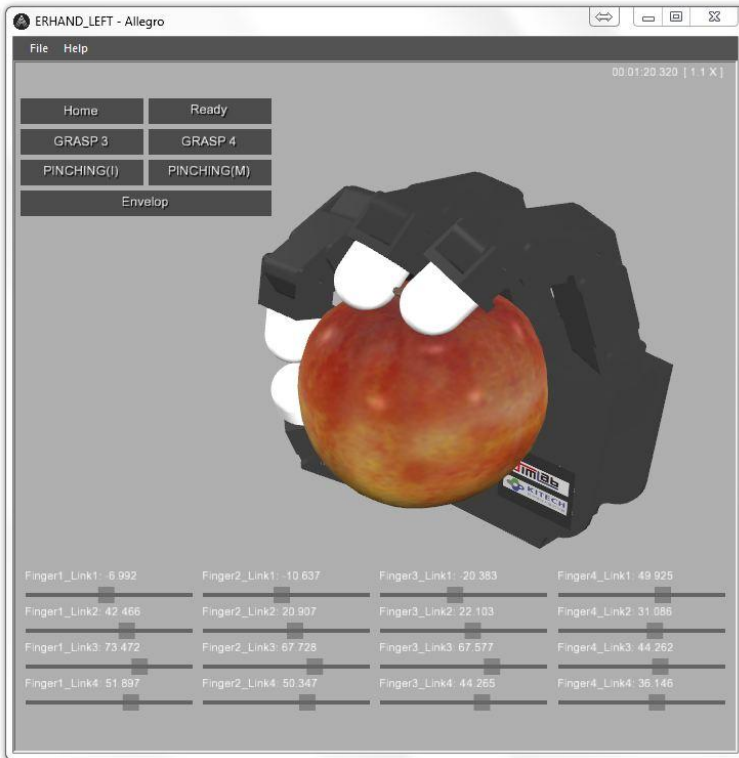 ERHAND_LEFT - Allegro
File Help
00:01:20.320 [ 1.1 X ]
Home Ready
GRASP 3 GRASP 4
PINCHING(I) PINCHING(M)
Envelop
KITECH
Finger1_Link1: -6.992 Finger2_Link1: -10.637 Finger3_Link1: -20.383 Finger4_Link1: 49.925
Finger1_Link2: 42.466 Finger2_Link2: 20.907 Finger3_Link2: 22.103 Finger4_Link2: 31.086
Finger1_Link3: 73.472 Finger2_Link3: 67.728 Finger3_Link3: 67.577 Finger4_Link3: 44.262
Finger1_Link4: 51.897 Finger2_Link4: 50.347 Finger3_Link4: 44.265 Finger4_Link4: 36.146